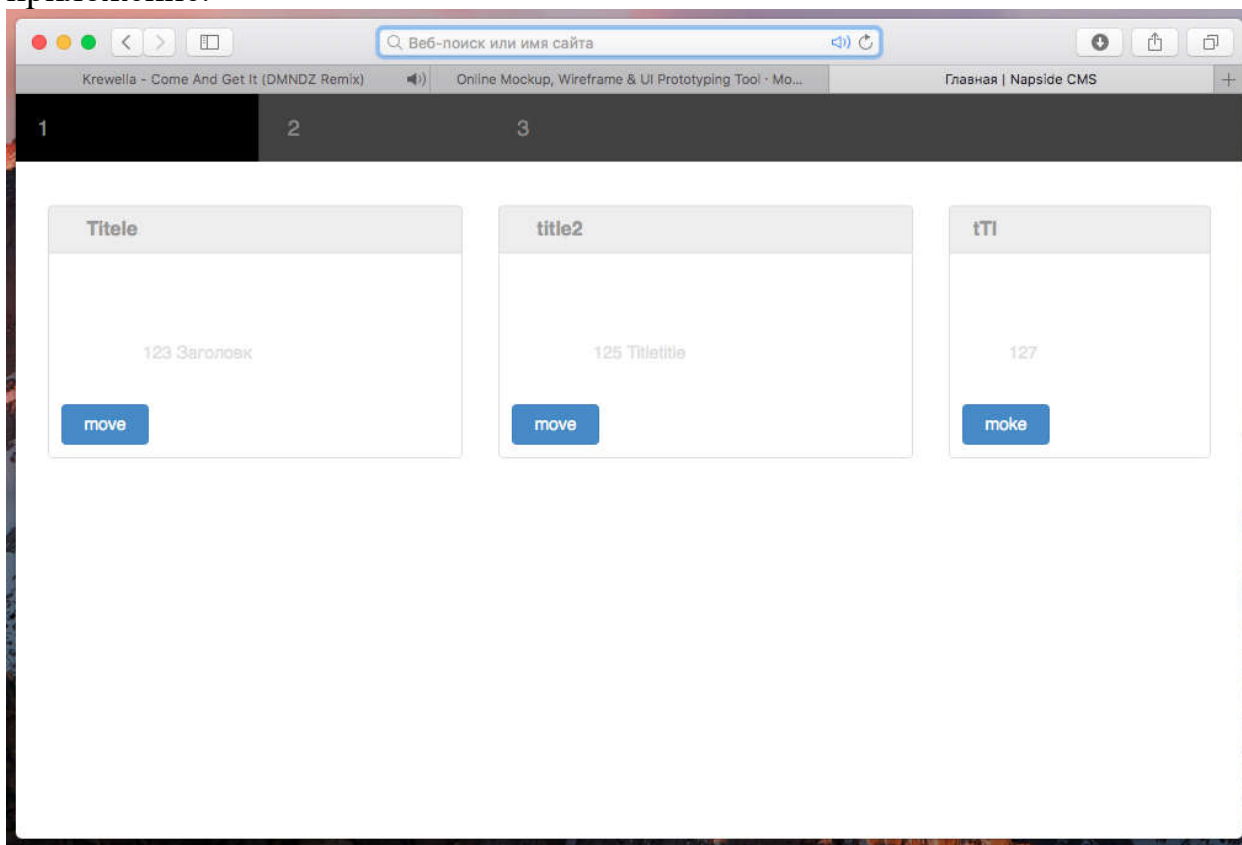 Веб-поиск или имя сайта
Krewella - Come And Get It (DMNDZ Remix) Online Mockup, Wireframe & UI Prototyping Tool · Mo... Главная | Napside CMS
1 2 3
Titele title2 tTl
123 Заголовк 125 Titletitle 127
move move moke